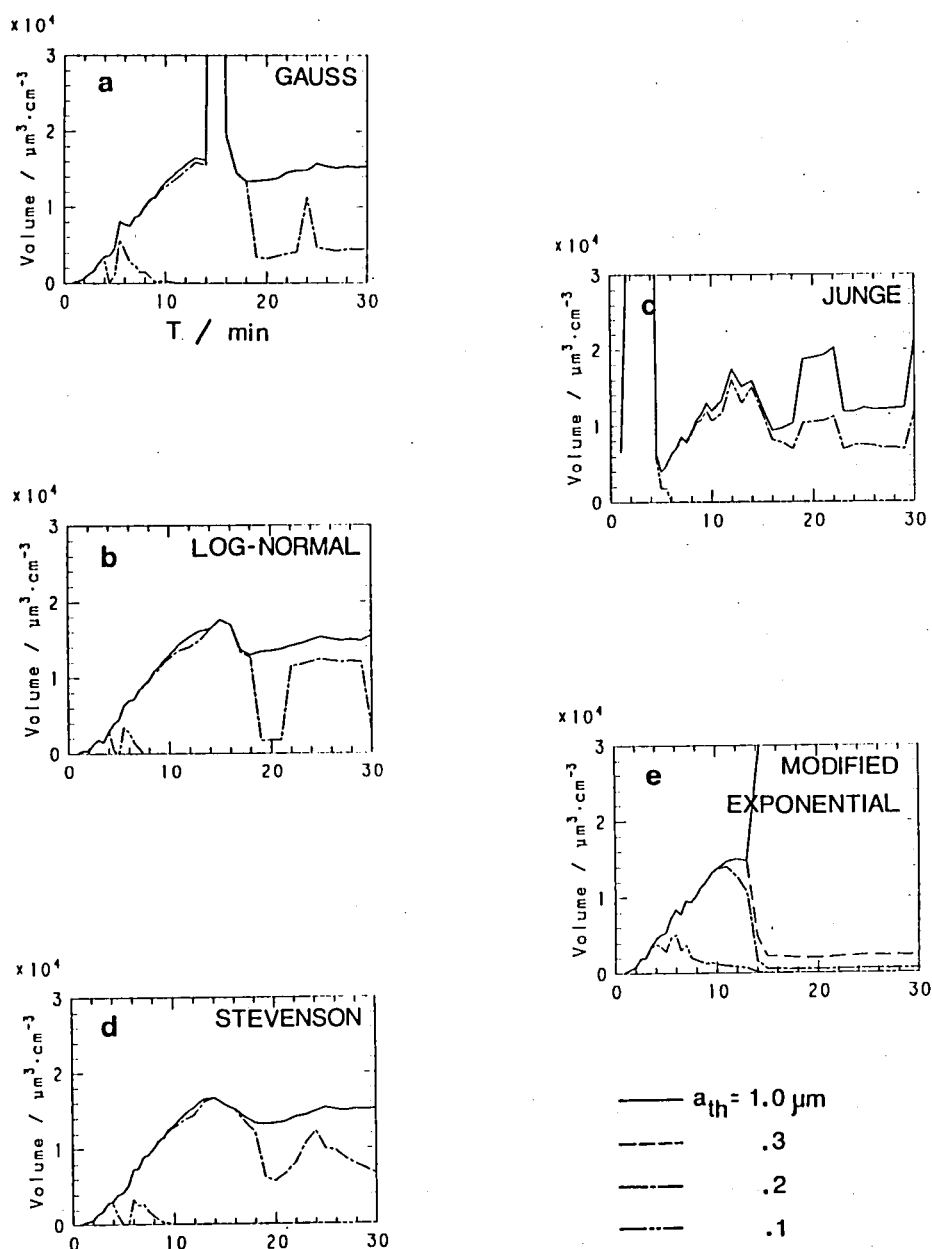 ×10⁴
3
2
1
0
Volume / μm³·cm⁻³
a
GAUSS
0 10 20 30
T / min
×10⁴
3
2
1
0
Volume / μm³·cm⁻³
b
LOG-NORMAL
0 10 20 30
×10⁴
3
2
1
0
Volume / μm³·cm⁻³
c
JUNGE
0 10 20 30
×10⁴
3
2
1
0
Volume / μm³·cm⁻³
d
STEVENSON
0 10 20 30
×10⁴
3
2
1
0
Volume / μm³·cm⁻³
e
MODIFIED
EXPONENTIAL
0 10 20 30
a_th = 1.0 μm
.3
.2
.1